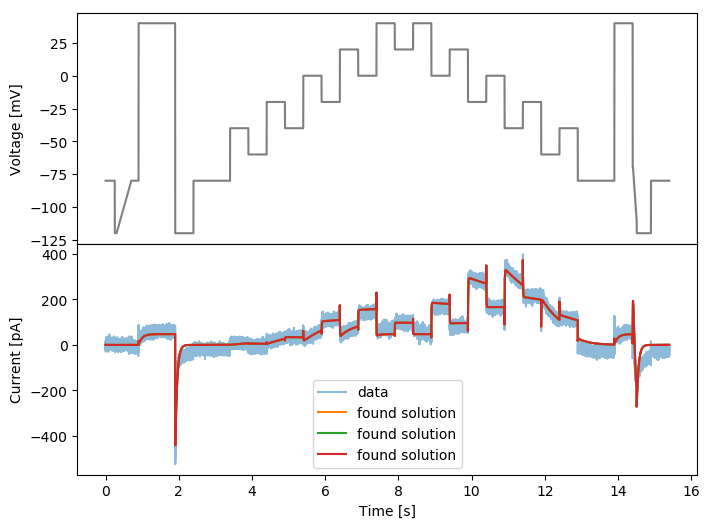 25
0
−25
−50
−75
−100
−125
Voltage [mV]
400
200
0
−200
−400
Current [pA]
data
found solution
found solution
found solution
0 2 4 6 8 10 12 14 16
Time [s]